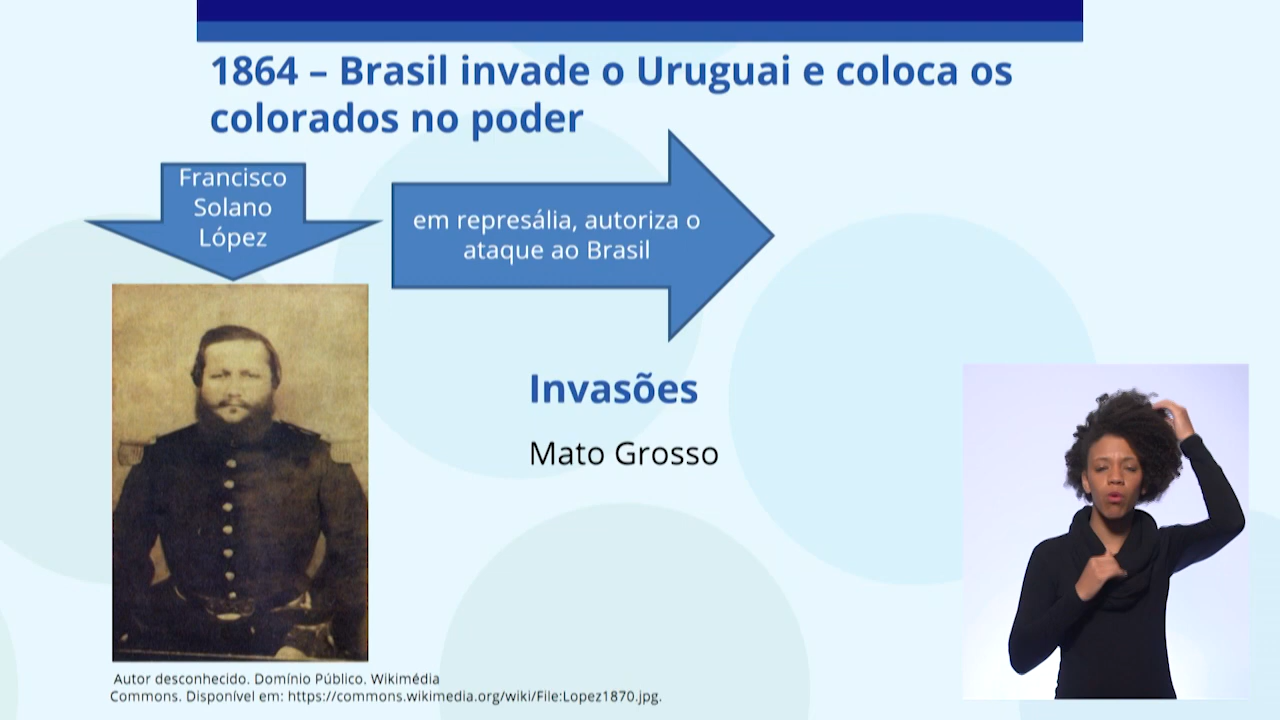 1864 – Brasil invade o Uruguai e coloca os
colorados no poder
Francisco
Solano
López
em represália, autoriza o
ataque ao Brasil
Invasões
Mato Grosso
Autor desconhecido. Domínio Público. Wikimédia
Commons. Disponível em: https://commons.wikimedia.org/wiki/File:Lopez1870.jpg.